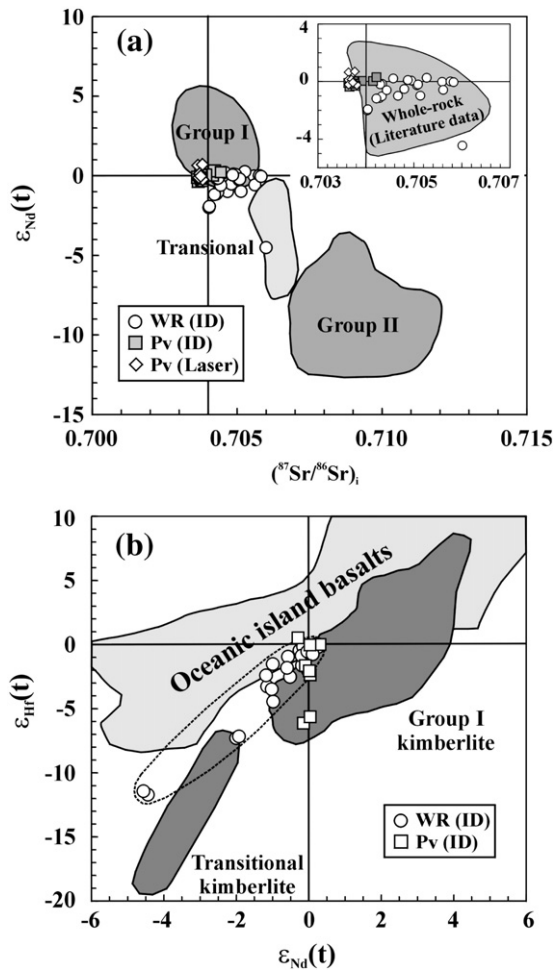 (a)
4
0
-4
0.703
0.705
0.707
Whole-rock
(Literature data)
10
5
0
-5
-10
-15
Group I
Transional
Group II
WR (ID)
Pv (ID)
Pv (Laser)
0.700
0.705
0.710
0.715
εNd(t)
(⁸⁷Sr/⁸⁶Sr)i
(b)
10
5
0
-5
-10
-15
-20
Oceanic island basalts
Group I
kimberlite
Transitional
kimberlite
WR (ID)
Pv (ID)
-6
-4
-2
0
2
4
6
εHf(t)
εNd(t)